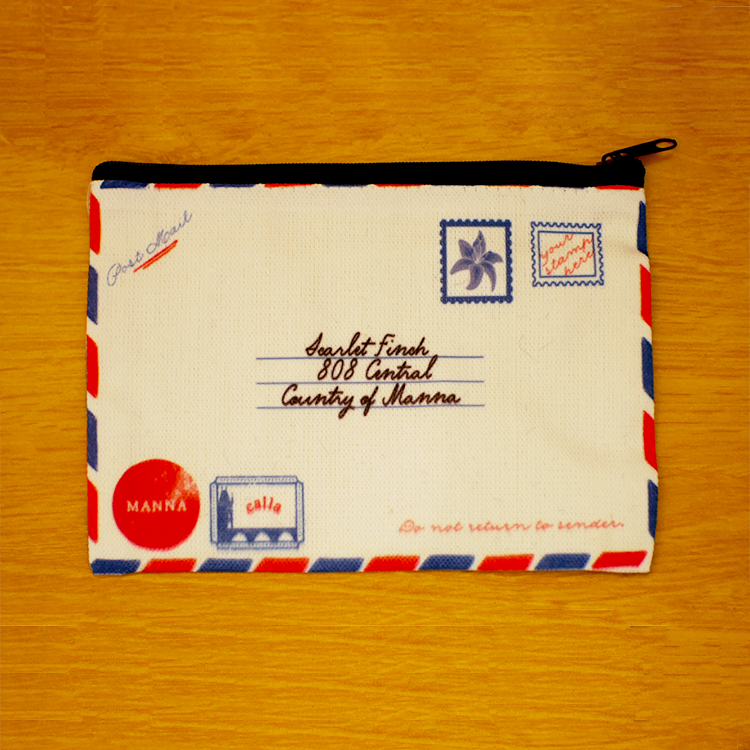 Post Mail
your
stamp
here
Scarlet Finch
808 Central
Country of Manna
MANNA
calla
Do not return to sender.